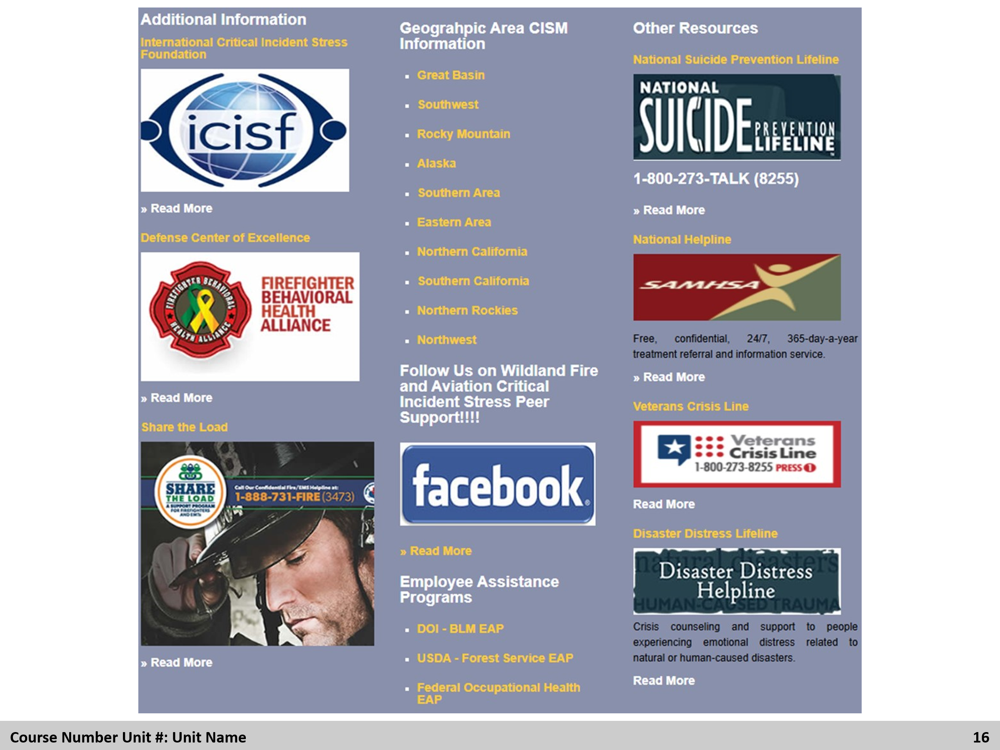 Additional Information
International Critical Incident Stress
Foundation
icisf
» Read More
Defense Center of Excellence
FIREFIGHTER BEHAVIORAL
HEALTH ALLIANCE
FIREFIGHTER
BEHAVIORAL
HEALTH
ALLIANCE
» Read More
Share the Load
SHARE
THE LOAD
A SUPPORT PROGRAM
FOR FIREFIGHTERS
AND EMTs
Call Our Confidential Fire/EMS Helpline at:
1-888-731-FIRE (3473)
» Read More
Geograhpic Area CISM
Information
▪ Great Basin
▪ Southwest
▪ Rocky Mountain
▪ Alaska
▪ Southern Area
▪ Eastern Area
▪ Northern California
▪ Southern California
▪ Northern Rockies
▪ Northwest
Follow Us on Wildland Fire
and Aviation Critical
Incident Stress Peer
Support!!!!
facebook®
» Read More
Employee Assistance
Programs
▪ DOI - BLM EAP
▪ USDA - Forest Service EAP
▪ Federal Occupational Health
EAP
Other Resources
National Suicide Prevention Lifeline
NATIONAL
SUICIDE
PREVENTION
LIFELINE™
1-800-273-TALK (8255)
» Read More
National Helpline
SAMHSA
Free, confidential, 24/7, 365-day-a-year
treatment referral and information service.
» Read More
Veterans Crisis Line
Veterans
Crisis Line
1-800-273-8255 PRESS 1
Read More
Disaster Distress Lifeline
natural disasters
Disaster Distress
Helpline
HUMAN-CAUSED TRAUMA
Crisis counseling and support to people
experiencing emotional distress related to
natural or human-caused disasters.
Read More
Course Number Unit #: Unit Name
16